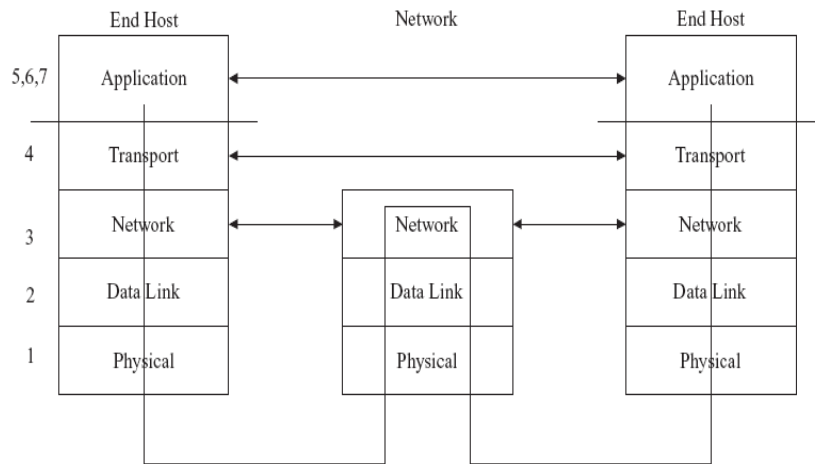 End Host Network End Host
5,6,7 Application Application
4 Transport Transport
3 Network Network Network
2 Data Link Data Link Data Link
1 Physical Physical Physical